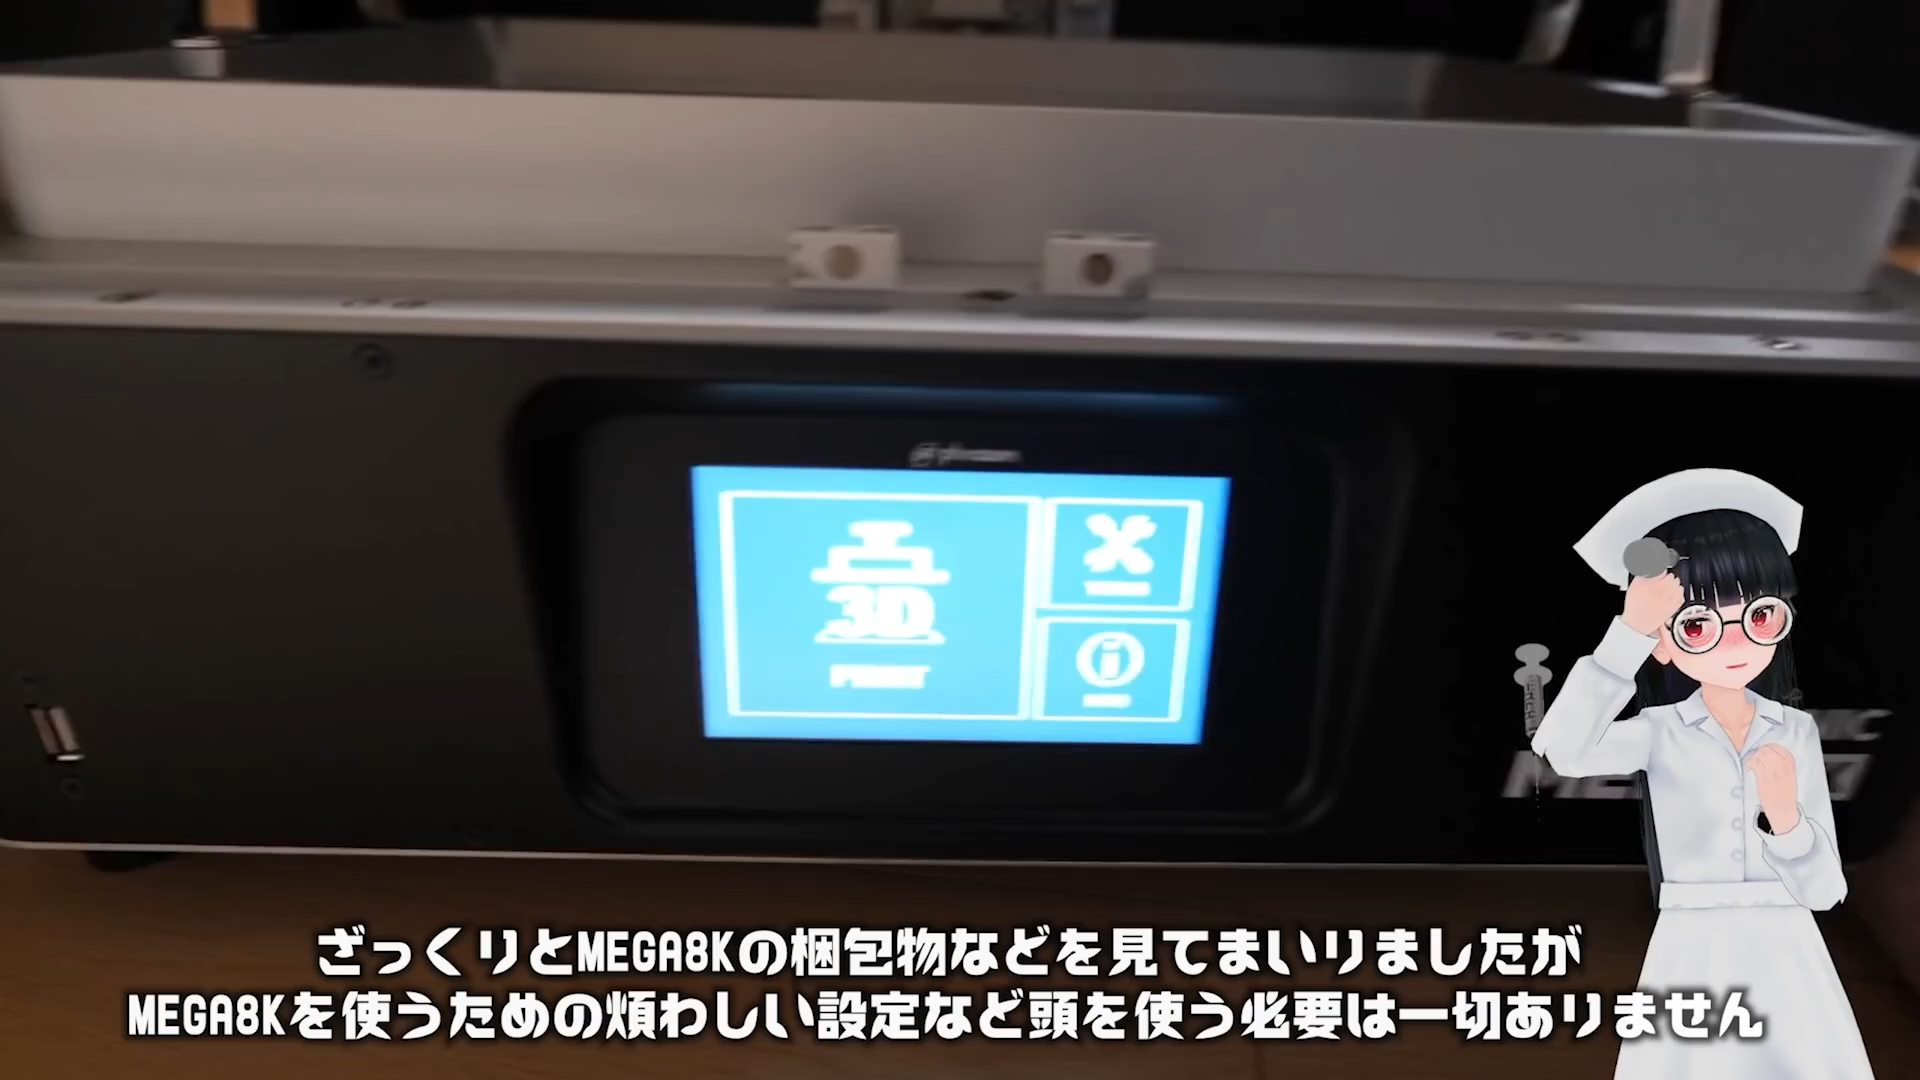 phrozen
3D
PRINT
ざっくりとMEGA8Kの梱包物などを見てまいりましたが
MEGA8Kを使うための煩わしい設定など頭を使う必要は一切ありません